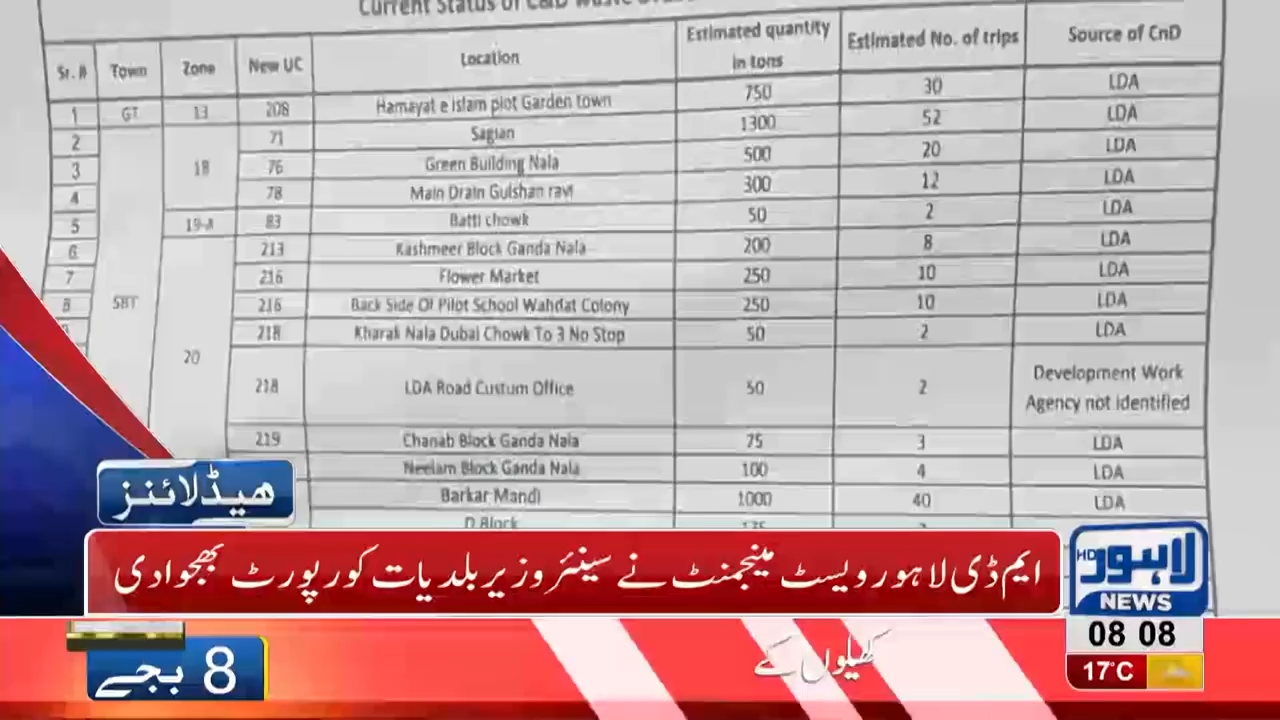 Current Status of C&D Waste
Sr. # Town Zone New UC Location Estimated quantity in tons Estimated No. of trips Source of CnD
1 GT 13 208 Hamayat e islam plot Garden town 750 30 LDA
2 71 Sagian 1300 52 LDA
3 18 76 Green Building Nala 500 20 LDA
4 78 Main Drain Gulshan ravi 300 12 LDA
5 19-A 83 Batti chowk 50 2 LDA
6 213 Kashmeer Block Ganda Nala 200 8 LDA
7 216 Flower Market 250 10 LDA
8 SBT 216 Back Side Of Pilot School Wahdat Colony 250 10 LDA
218 Kharak Nala Dubai Chowk To 3 No Stop 50 2 LDA
20 218 LDA Road Custum Office 50 2 Development Work Agency not identified
219 Chanab Block Ganda Nala 75 3 LDA
Neelam Block Ganda Nala 100 4 LDA
Barkar Mandi 1000 40 LDA
D Block
ہیڈلائنز
ایم ڈی لاہور ویسٹ مینجمنٹ نے سینئر وزیر بلدیات کو رپورٹ بھجوا دی
HD لاہور
NEWS
08 08
17°C
کھیلوں کے
8 بجے